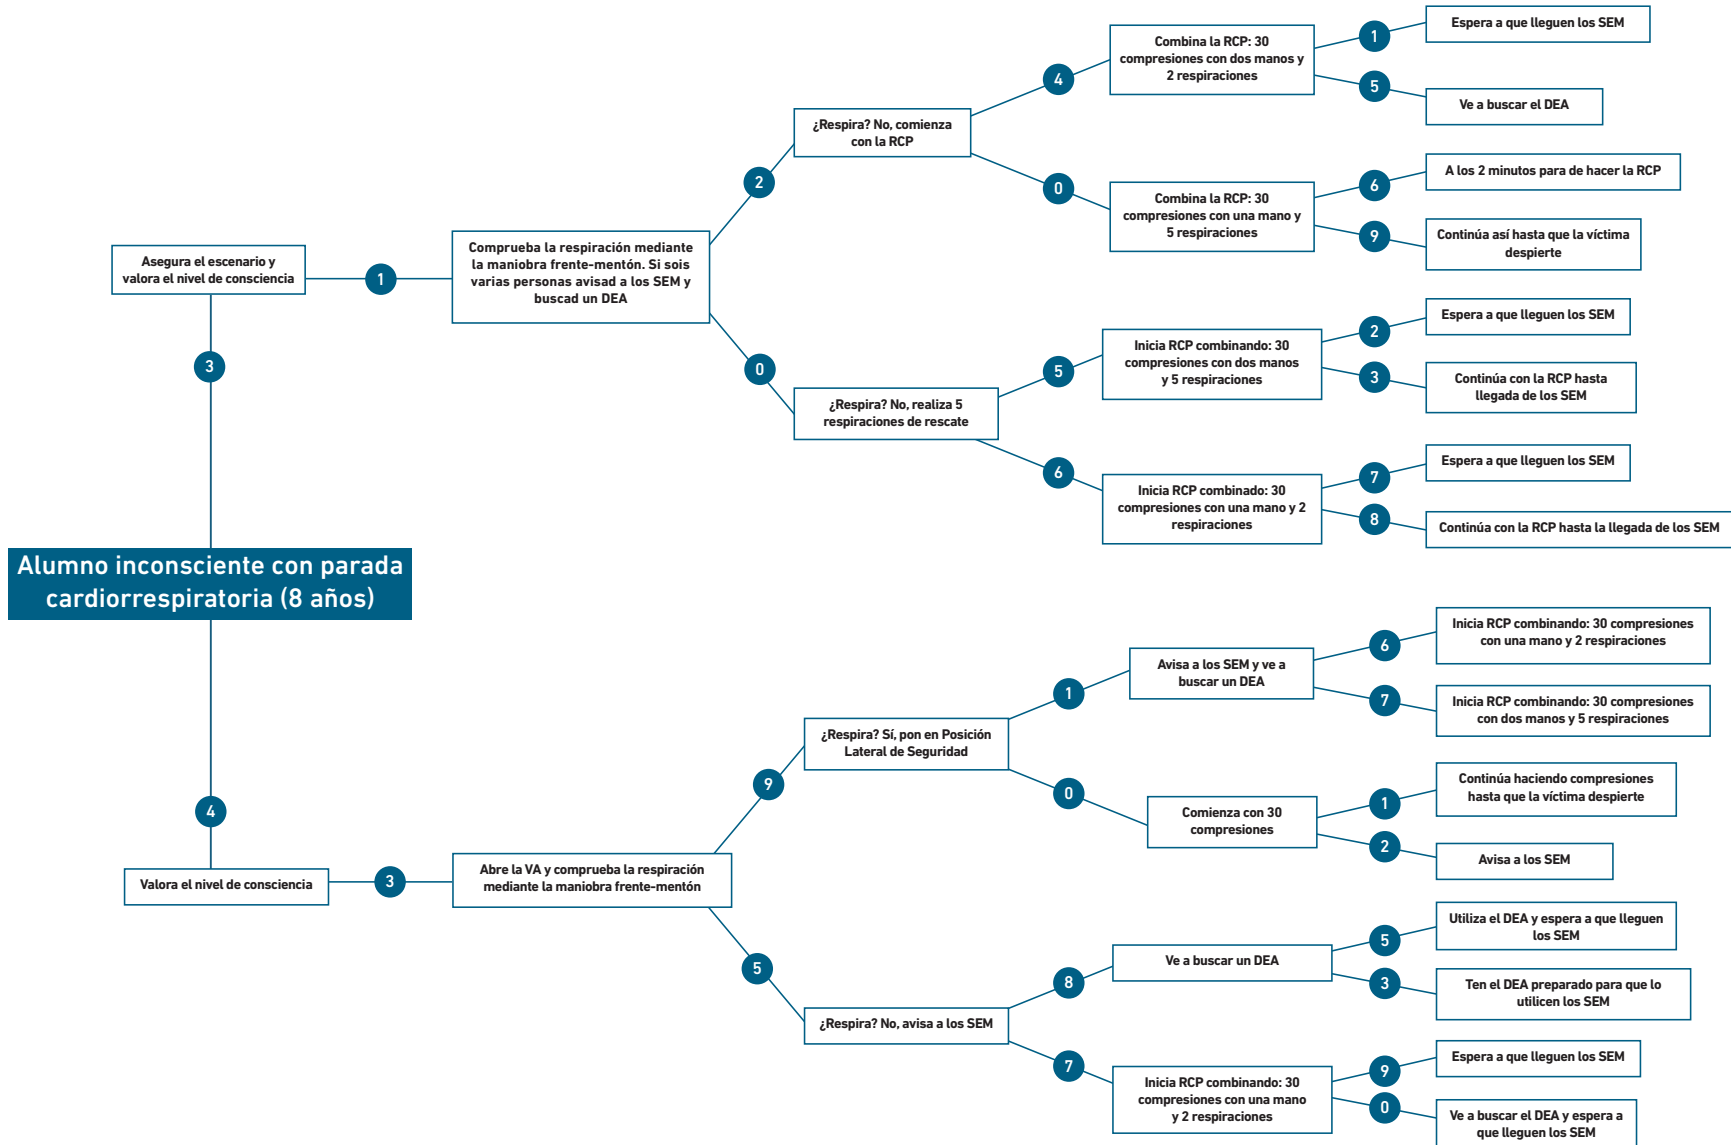 Alumno inconsciente con parada
cardiorrespiratoria (8 años)
3
Asegura el escenario y
valora el nivel de consciencia
1
Comprueba la respiración mediante
la maniobra frente-mentón. Si sois
varias personas avisad a los SEM y
buscad un DEA
2
¿Respira? No, comienza
con la RCP
4
Combina la RCP: 30
compresiones con dos manos y
2 respiraciones
1
Espera a que lleguen los SEM
5
Ve a buscar el DEA
0
Combina la RCP: 30
compresiones con una mano y
5 respiraciones
6
A los 2 minutos para de hacer la RCP
9
Continúa así hasta que la víctima
despierte
0
¿Respira? No, realiza 5
respiraciones de rescate
5
Inicia RCP combinando: 30
compresiones con dos manos
y 5 respiraciones
2
Espera a que lleguen los SEM
3
Continúa con la RCP hasta
llegada de los SEM
6
Inicia RCP combinado: 30
compresiones con una mano y 2
respiraciones
7
Espera a que lleguen los SEM
8
Continúa con la RCP hasta la llegada de los SEM
4
Valora el nivel de consciencia
3
Abre la VA y comprueba la respiración
mediante la maniobra frente-mentón
9
¿Respira? Sí, pon en Posición
Lateral de Seguridad
1
Avisa a los SEM y ve a
buscar un DEA
6
Inicia RCP combinando: 30 compresiones
con una mano y 2 respiraciones
7
Inicia RCP combinando: 30 compresiones
con dos manos y 5 respiraciones
0
Comienza con 30
compresiones
1
Continúa haciendo compresiones
hasta que la víctima despierte
2
Avisa a los SEM
5
¿Respira? No, avisa a los SEM
8
Ve a buscar un DEA
5
Utiliza el DEA y espera a que lleguen
los SEM
3
Ten el DEA preparado para que lo
utilicen los SEM
7
Inicia RCP combinando: 30
compresiones con una mano
y 2 respiraciones
9
Espera a que lleguen los SEM
0
Ve a buscar el DEA y espera a
que lleguen los SEM